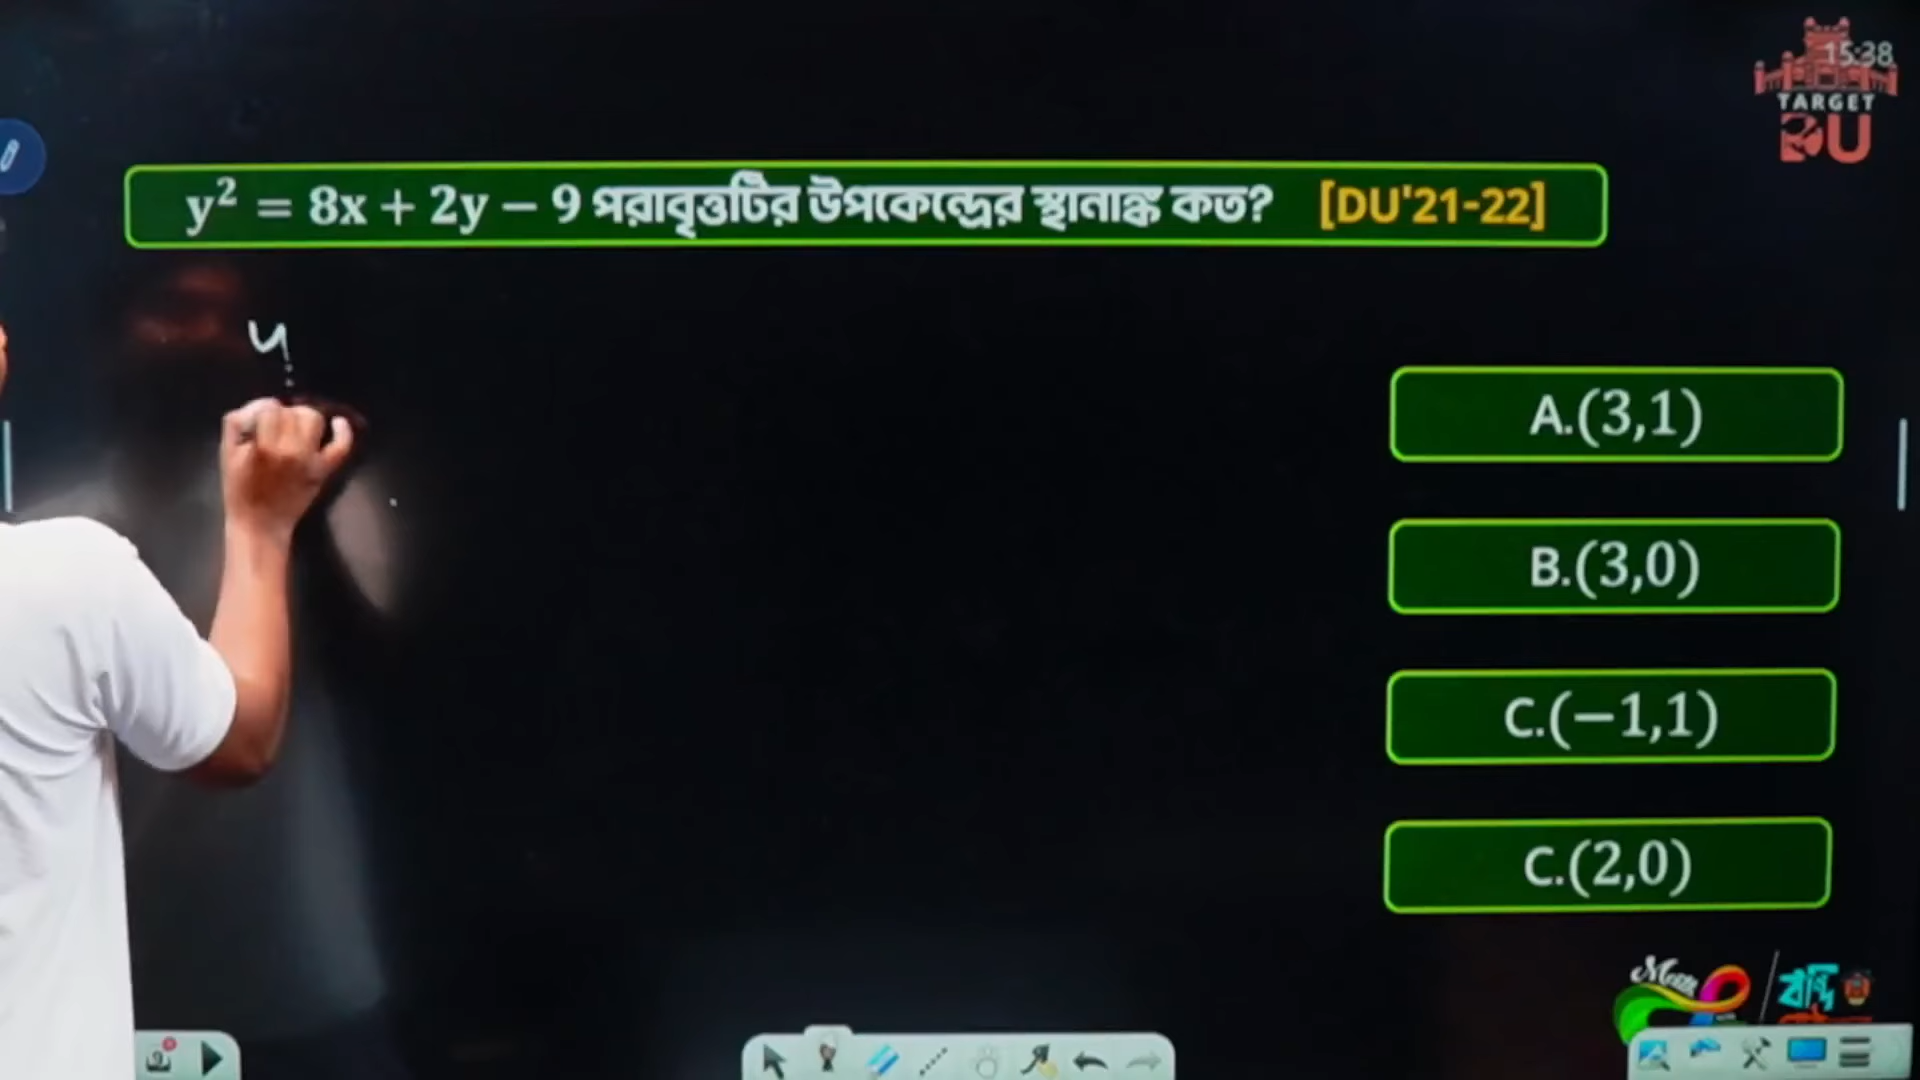 15:38
TARGET
DU
y² = 8x + 2y − 9 পরাবৃত্তটির উপকেন্দ্রের স্থানাঙ্ক কত? [DU'21-22]
y
A.(3,1)
B.(3,0)
C.(−1,1)
C.(2,0)